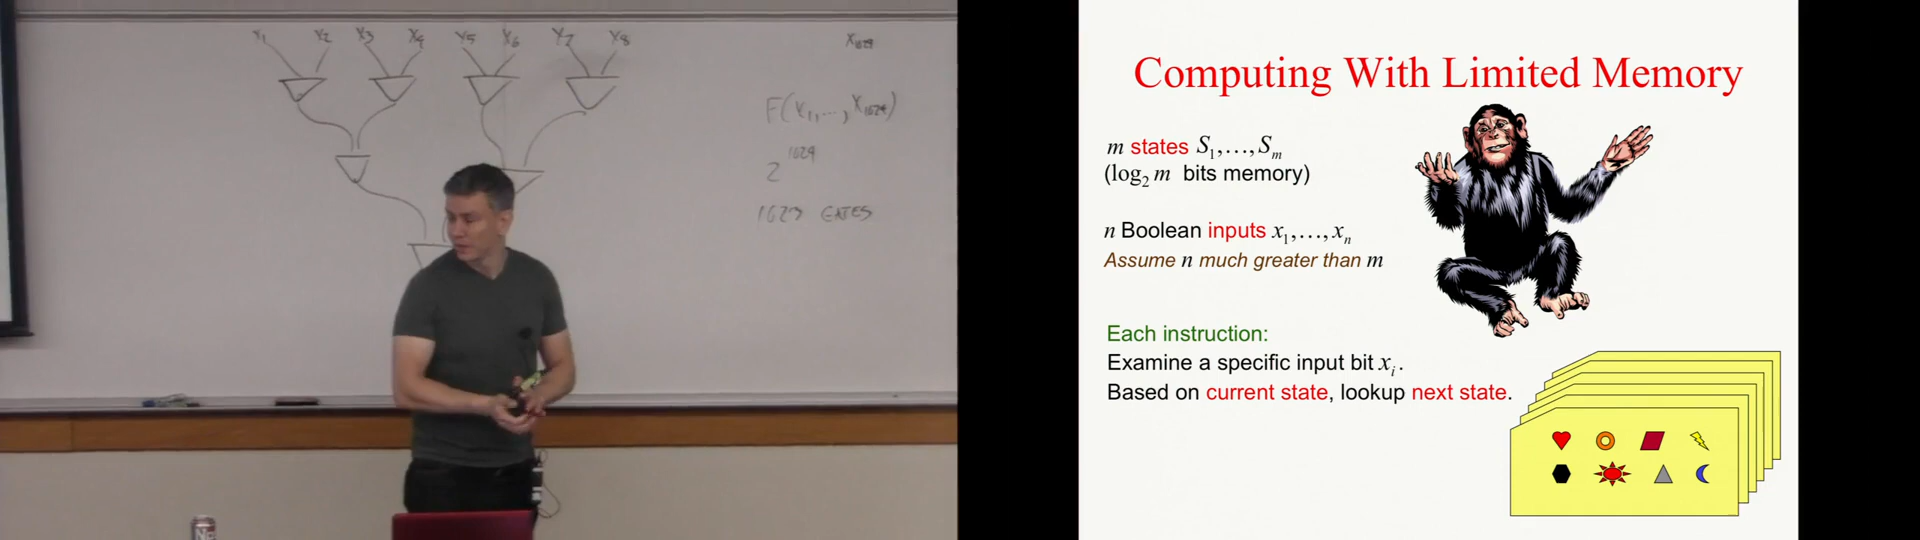 x1 x2 x3 x4 x5 x6 x7 x8
x1024
F(x1,..., x1024)
2^1024
1023 GATES
Computing With Limited Memory
m states S1,…,Sm
(log2 m bits memory)
n Boolean inputs x1,…,xn
Assume n much greater than m
Each instruction:
Examine a specific input bit xi.
Based on current state, lookup next state.